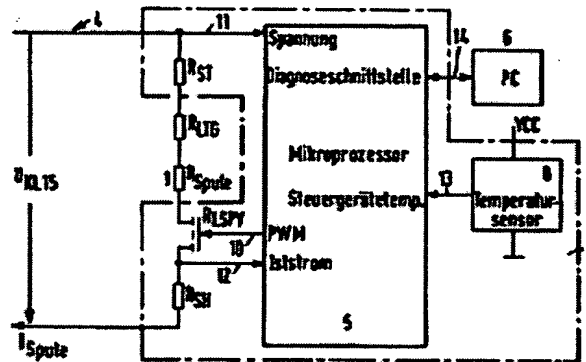 4
11
Spannung
14
6
PC
R_ST
Diagnoseschnittstelle
R_LTG
VCC
Mikroprozessor
U_KL15
1
R_Spule
13
8
Steuergerätetemp.
Temperatur-
sensor
R_LSPV
10
PWM
12
Iststrom
R_SH
5
I_Spule